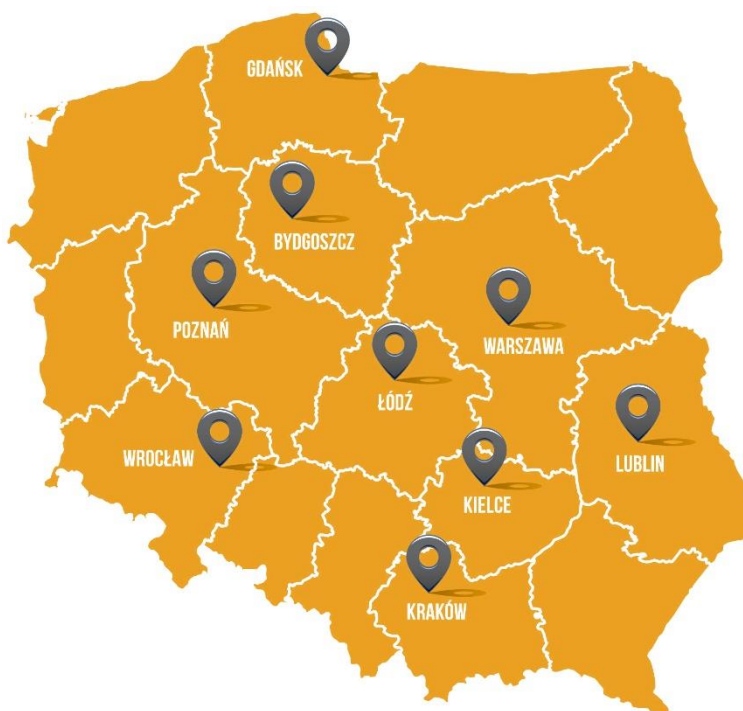 GDAŃSK
BYDGOSZCZ
POZNAŃ
WARSZAWA
ŁÓDŹ
WROCŁAW
LUBLIN
KIELCE
KRAKÓW